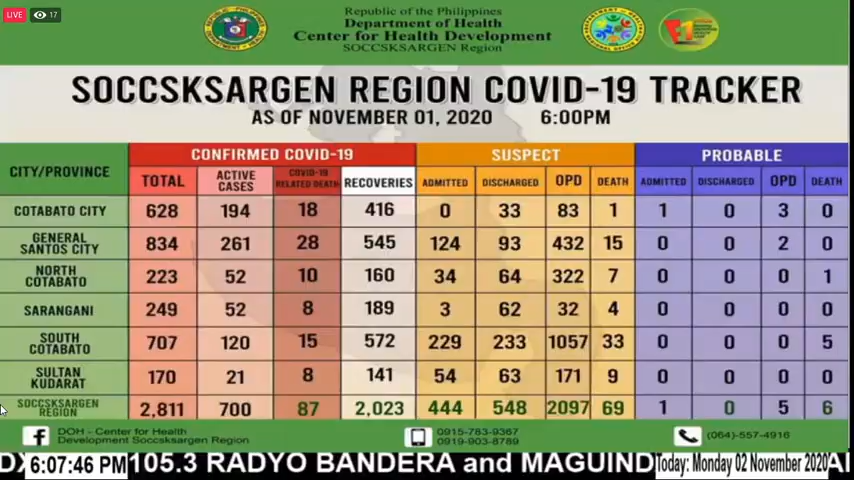 LIVE 17
Republic of the Philippines
Department of Health
Center for Health Development
SOCCSKSARGEN Region
SOCCSKSARGEN REGION COVID-19 TRACKER
AS OF NOVEMBER 01, 2020 6:00PM
CITY/PROVINCE CONFIRMED COVID-19 SUSPECT PROBABLE
TOTAL ACTIVE CASES COVID-19 RELATED DEATH RECOVERIES ADMITTED DISCHARGED OPD DEATH ADMITTED DISCHARGED OPD DEATH
COTABATO CITY 628 194 18 416 0 33 83 1 1 0 3 0
GENERAL SANTOS CITY 834 261 28 545 124 93 432 15 0 0 2 0
NORTH COTABATO 223 52 10 160 34 64 322 7 0 0 0 1
SARANGANI 249 52 8 189 3 62 32 4 0 0 0 0
SOUTH COTABATO 707 120 15 572 229 233 1057 33 0 0 0 5
SULTAN KUDARAT 170 21 8 141 54 63 171 9 0 0 0 0
SOCCSKSARGEN REGION 2,811 700 87 2,023 444 548 2097 69 1 0 5 6
DOH - Center for Health
Development Soccsksargen Region
0915-783-9367
0919-903-8789
(064)-557-4916
6:07:46 PM 105.3 RADYO BANDERA and MAGUIND Today: Monday 02 November 2020